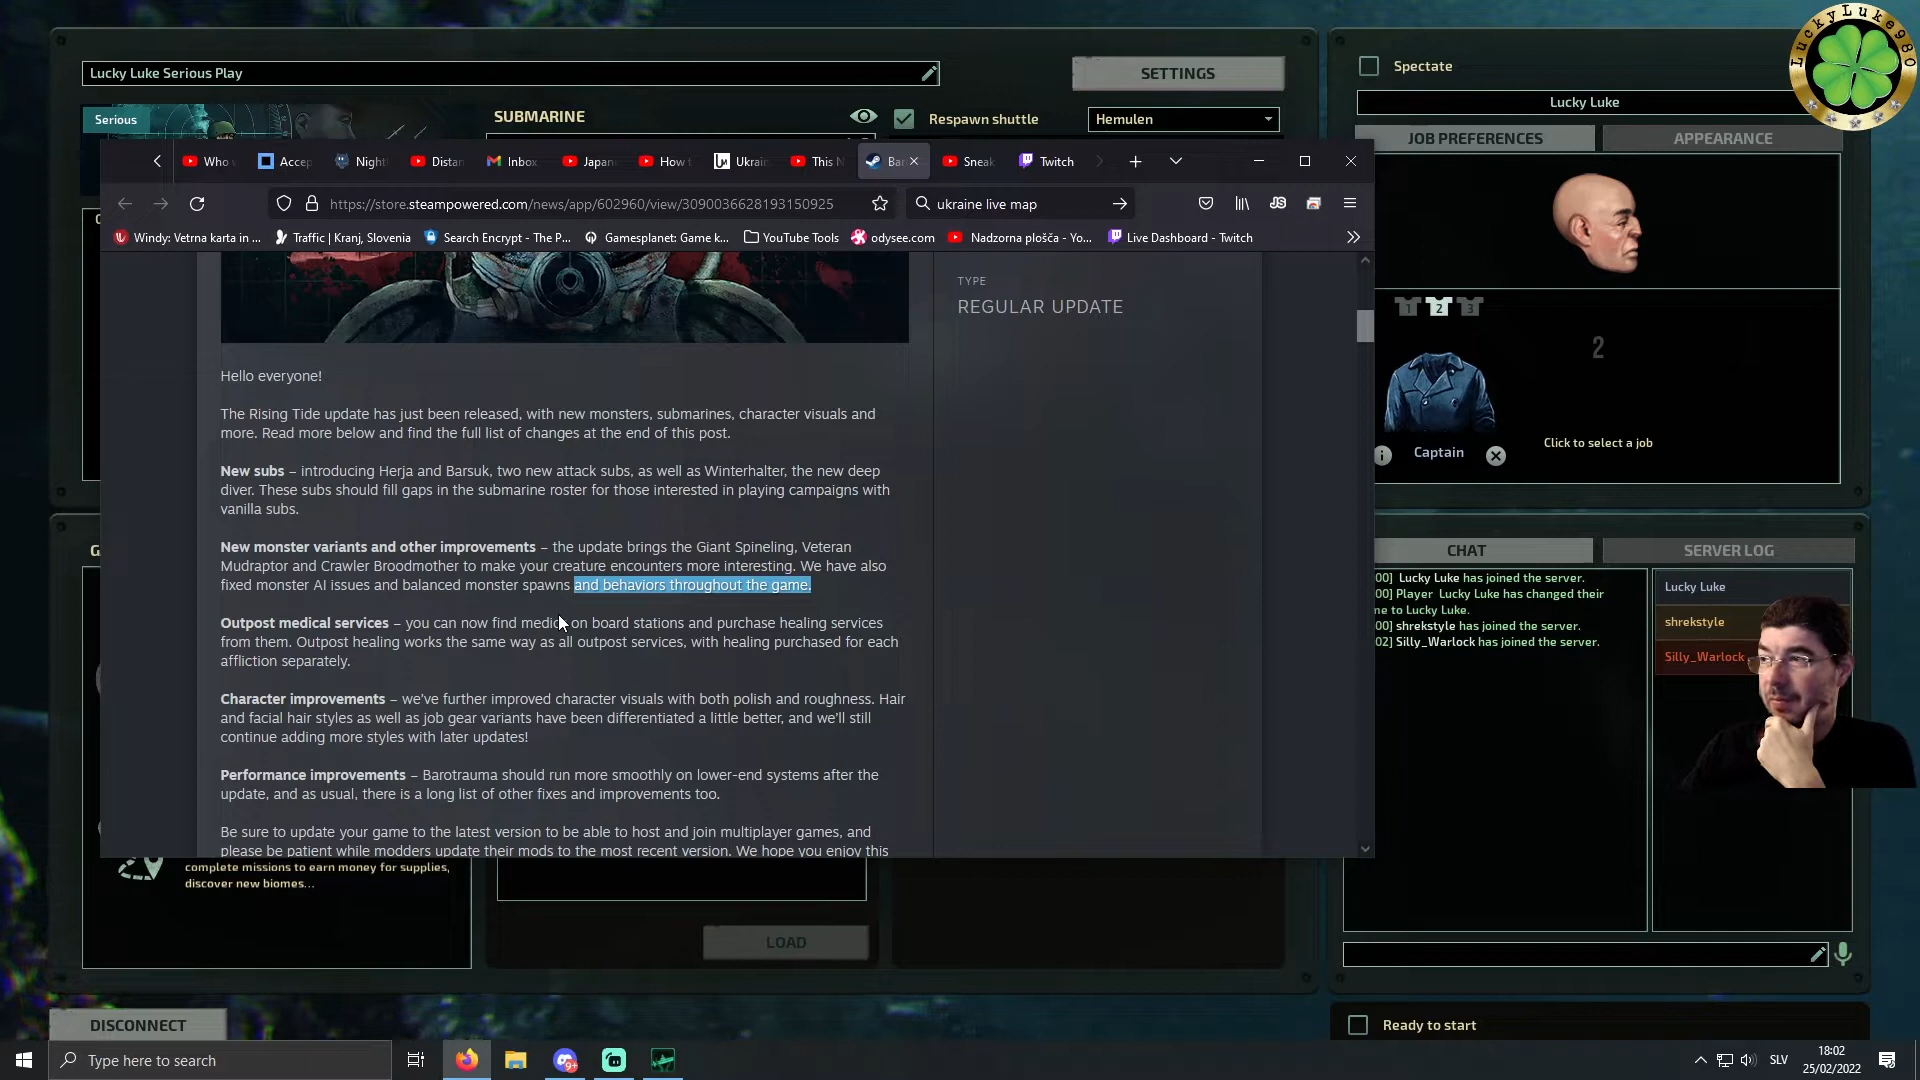 LuckyLuke980
Lucky Luke Serious Play
SETTINGS
Spectate
Lucky Luke
Serious
SUBMARINE
Respawn shuttle
Hemulen
JOB PREFERENCES
APPEARANCE
Who
Accep
Night
Distan
Inbox
Japan
How t
Ukrain
This N
Bar
Sneak
Twitch
https://store.steampowered.com/news/app/602960/view/3090036628193150925
ukraine live map
Windy: Vetrna karta in ...
Traffic | Kranj, Slovenia
Search Encrypt - The P...
Gamesplanet: Game k...
YouTube Tools
odysee.com
Nadzorna plošča - Yo...
Live Dashboard - Twitch
TYPE
REGULAR UPDATE
1 2 3
2
Hello everyone!
The Rising Tide update has just been released, with new monsters, submarines, character visuals and
more. Read more below and find the full list of changes at the end of this post.
New subs – introducing Herja and Barsuk, two new attack subs, as well as Winterhalter, the new deep
diver. These subs should fill gaps in the submarine roster for those interested in playing campaigns with
vanilla subs.
New monster variants and other improvements – the update brings the Giant Spineling, Veteran
Mudraptor and Crawler Broodmother to make your creature encounters more interesting. We have also
fixed monster AI issues and balanced monster spawns and behaviors throughout the game.
Outpost medical services – you can now find medics on board stations and purchase healing services
from them. Outpost healing works the same way as all outpost services, with healing purchased for each
affliction separately.
Character improvements – we've further improved character visuals with both polish and roughness. Hair
and facial hair styles as well as job gear variants have been differentiated a little better, and we'll still
continue adding more styles with later updates!
Performance improvements – Barotrauma should run more smoothly on lower-end systems after the
update, and as usual, there is a long list of other fixes and improvements too.
Be sure to update your game to the latest version to be able to host and join multiplayer games, and
please be patient while modders update their mods to the most recent version. We hope you enjoy this
Captain
Click to select a job
CHAT
SERVER LOG
00] Lucky Luke has joined the server.
00] Player Lucky Luke has changed their
me to Lucky Luke.
00] shrekstyle has joined the server.
02] Silly_Warlock has joined the server.
Lucky Luke
shrekstyle
Silly_Warlock
complete missions to earn money for supplies,
discover new biomes...
LOAD
DISCONNECT
Ready to start
Type here to search
SLV
18:02
25/02/2022